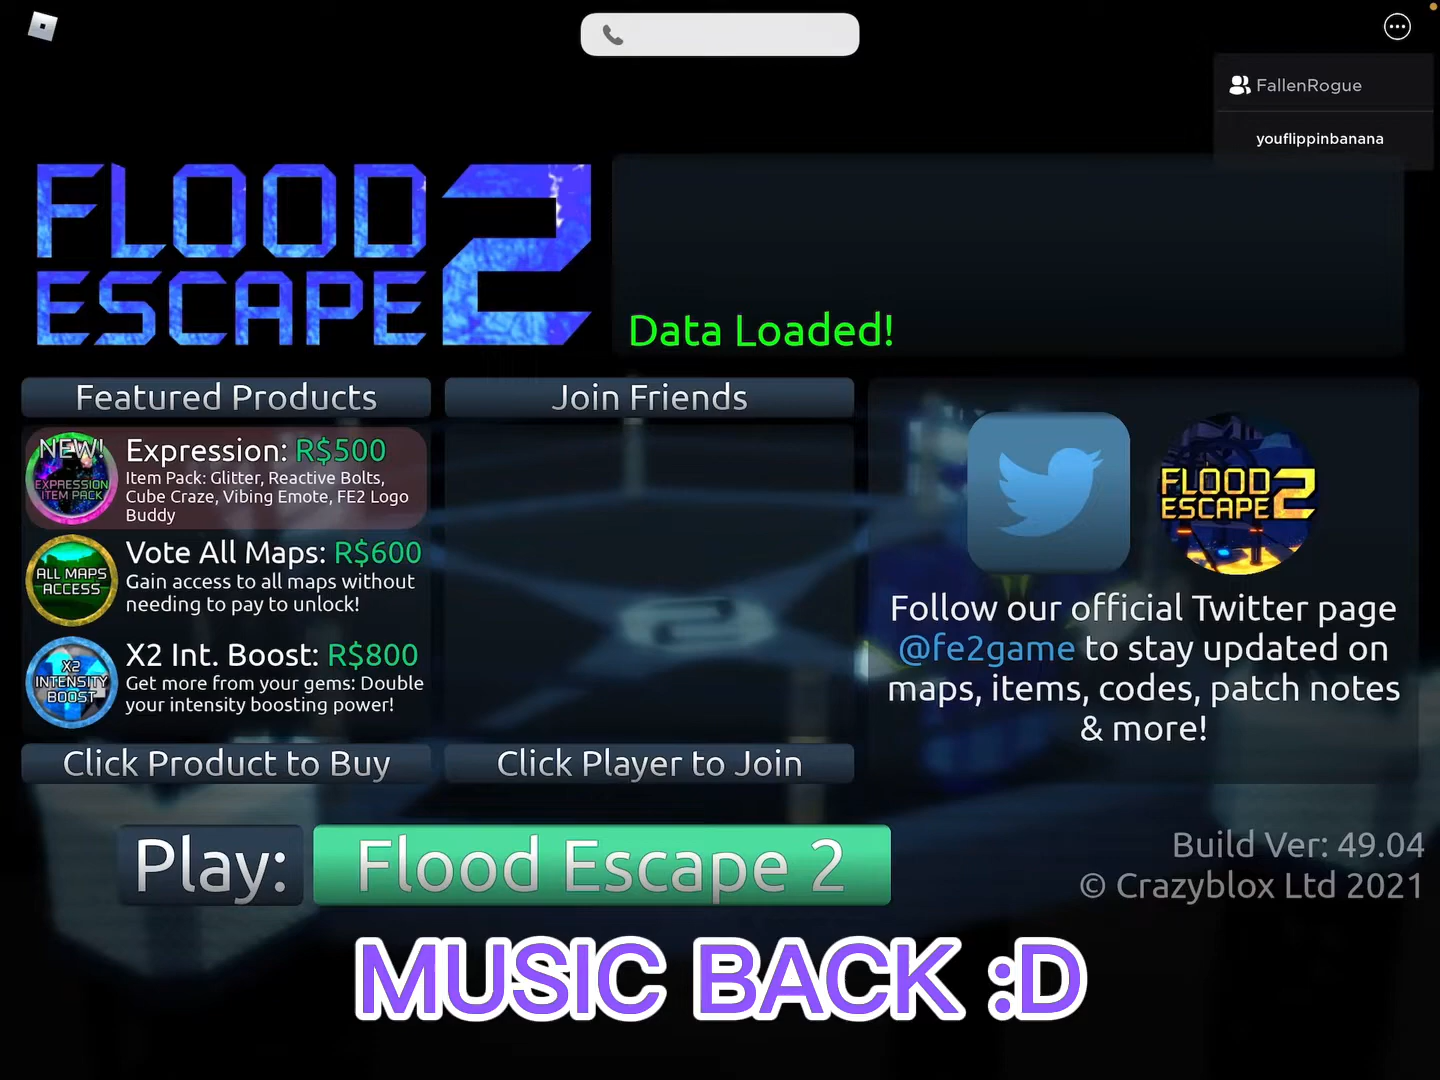 FallenRogue
youflippinbanana
FLOOD
ESCAPE 2
Data Loaded!
Featured Products
Join Friends
NEW!
EXPRESSION
ITEM PACK
Expression: R$500
Item Pack: Glitter, Reactive Bolts,
Cube Craze, Vibing Emote, FE2 Logo
Buddy
ALL MAPS
ACCESS
Vote All Maps: R$600
Gain access to all maps without
needing to pay to unlock!
X2
INTENSITY
BOOST
X2 Int. Boost: R$800
Get more from your gems: Double
your intensity boosting power!
Click Product to Buy
Click Player to Join
FLOOD
ESCAPE 2
Follow our official Twitter page
@fe2game to stay updated on
maps, items, codes, patch notes
& more!
Play:
Flood Escape 2
Build Ver: 49.04
© Crazyblox Ltd 2021
MUSIC BACK :D